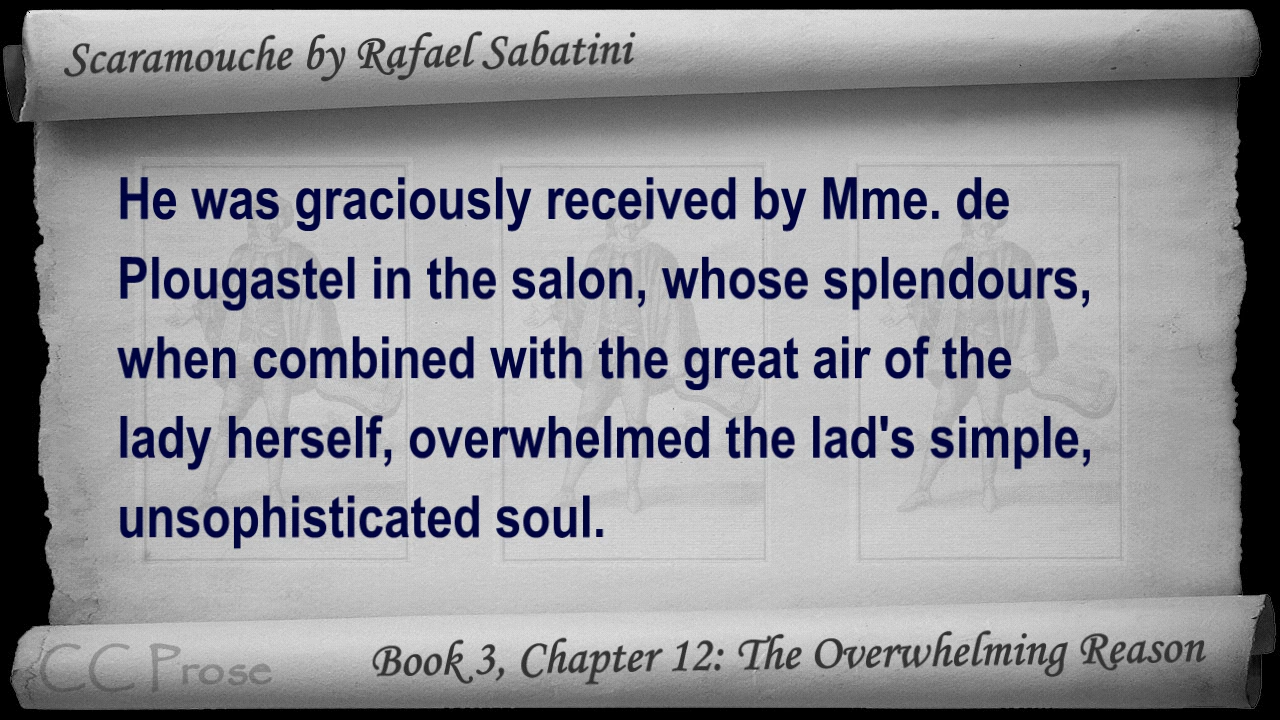 Scaramouche by Rafael Sabatini
He was graciously received by Mme. de
Plougastel in the salon, whose splendours,
when combined with the great air of the
lady herself, overwhelmed the lad's simple,
unsophisticated soul.
CC Prose
Book 3, Chapter 12: The Overwhelming Reason